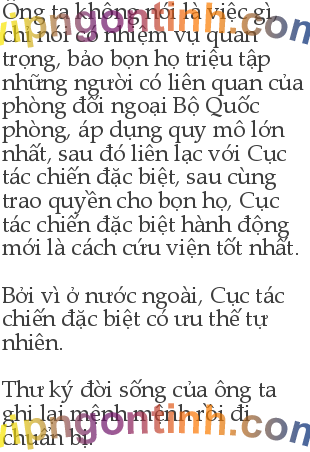 Ông ta không nói là việc gì,
chỉ nói có nhiệm vụ quan
trọng, bảo bọn họ triệu tập
những người có liên quan của
phòng đối ngoại Bộ Quốc
phòng, áp dụng quy mô lớn
nhất, sau đó liên lạc với Cục
tác chiến đặc biệt, sau cùng
trao quyền cho bọn họ, Cục
tác chiến đặc biệt hành động
mới là cách cứu viện tốt nhất.
Bởi vì ở nước ngoài, Cục tác
chiến đặc biệt có ưu thế tự
nhiên.
Thư ký đời sống của ông ta
ghi lại mệnh mệnh rồi đi
chuẩn bị.
vipngontinh.com
vipngontinh.com